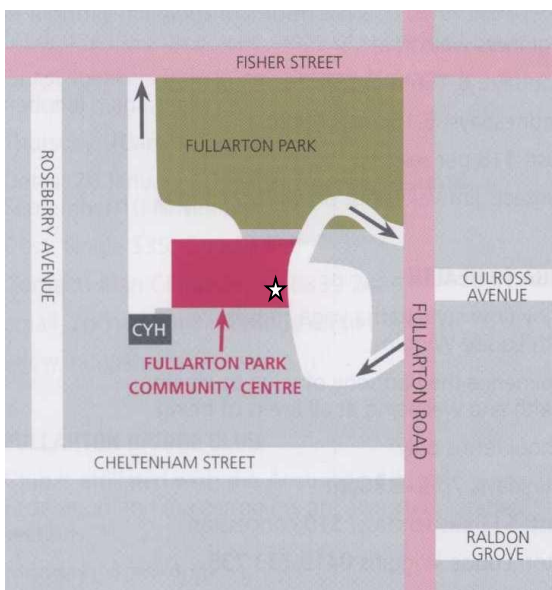 FISHER STREET
FULLARTON PARK
ROSEBERRY AVENUE
CULROSS
AVENUE
CYH
FULLARTON PARK
COMMUNITY CENTRE
FULLARTON ROAD
CHELTENHAM STREET
RALDON
GROVE